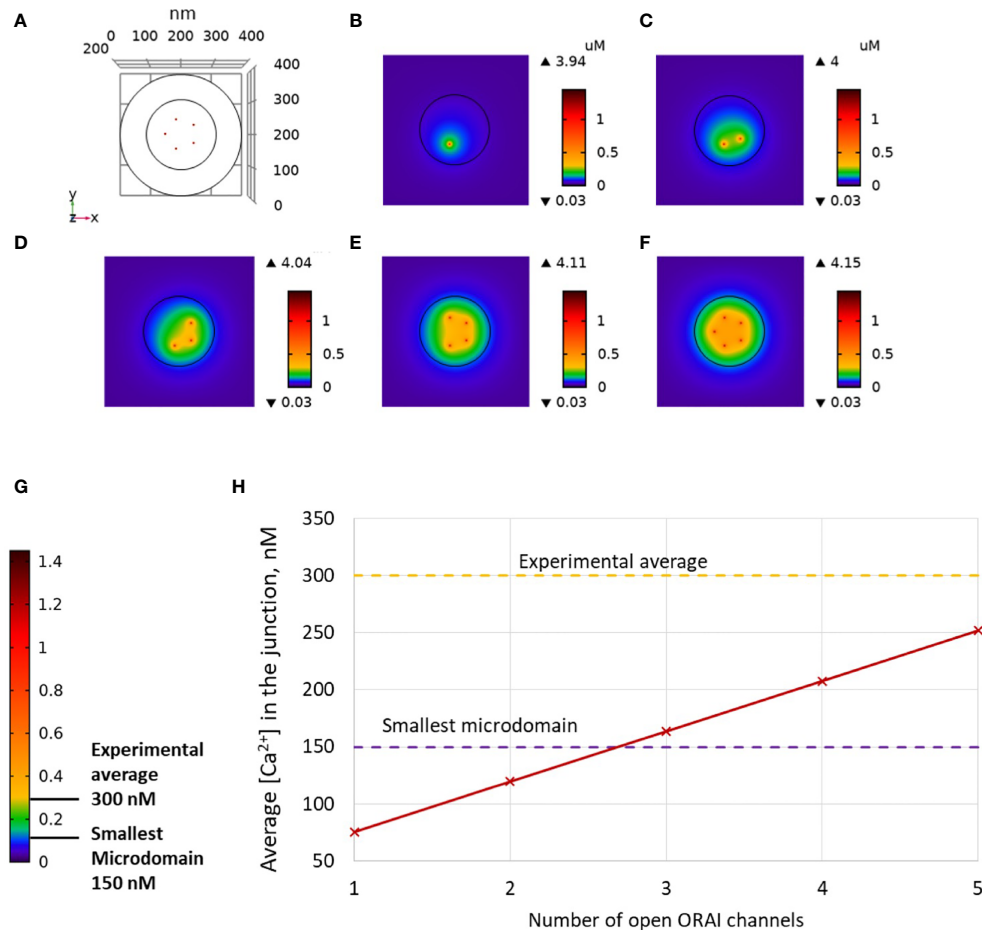 A
nm
0 100 200 300 400
200
400
300
200
100
0
y
z x
B
uM
▲ 3.94
1
0.5
0
▼ 0.03
C
uM
▲ 4
1
0.5
0
▼ 0.03
D
▲ 4.04
1
0.5
0
▼ 0.03
E
▲ 4.11
1
0.5
0
▼ 0.03
F
▲ 4.15
1
0.5
0
▼ 0.03
G
1.4
1.2
1
0.8
0.6
0.4
0.2
0
Experimental
average
300 nM
Smallest
Microdomain
150 nM
H
Average [Ca²⁺] in the junction, nM
350
300
250
200
150
100
50
Experimental average
Smallest microdomain
1 2 3 4 5
Number of open ORAI channels